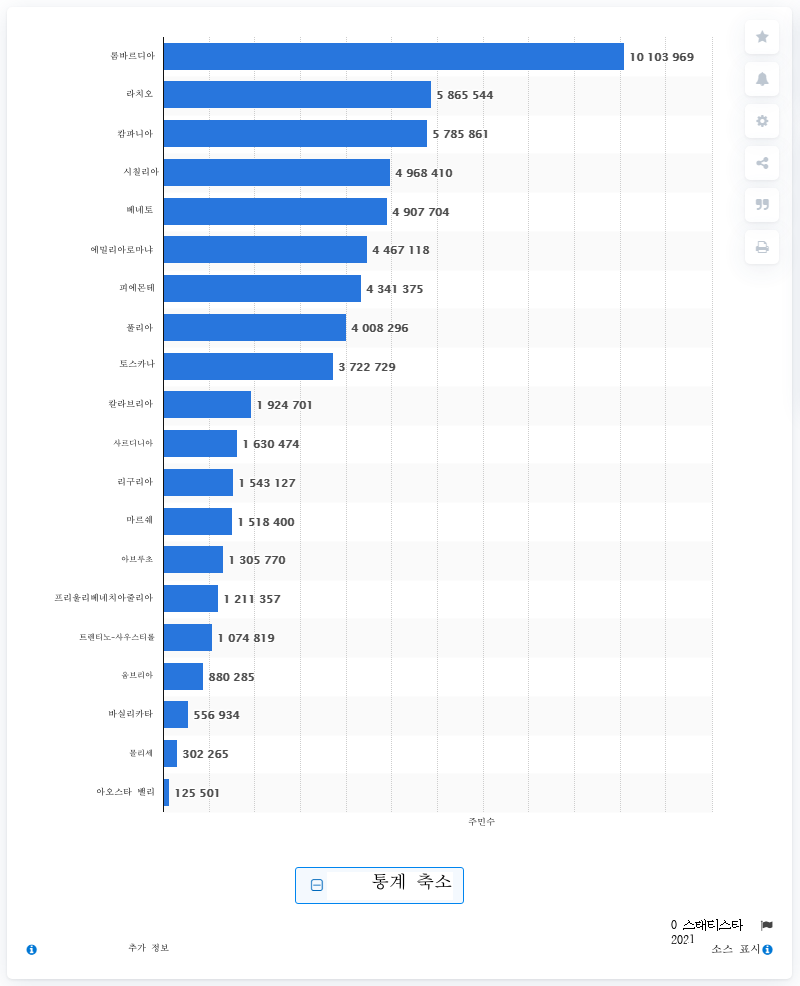 롬바르디아 10 103 969
라치오 5 865 544
캄파니아 5 785 861
시칠리아 4 968 410
베네토 4 907 704
에밀리아로마냐 4 467 118
피에몬테 4 341 375
풀리아 4 008 296
토스카나 3 722 729
칼라브리아 1 924 701
사르디니아 1 630 474
리구리아 1 543 127
마르쉐 1 518 400
아브루초 1 305 770
프리울리베네치아줄리아 1 211 357
트렌티노-사우스티롤 1 074 819
움브리아 880 285
바실리카타 556 934
몰리세 302 265
아오스타 밸리 125 501
주민수
통계 축소
0 스태티스타
2021
추가 정보 소스 표시